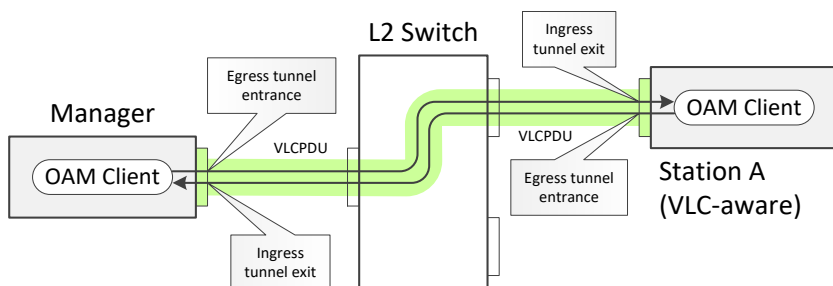 L2 Switch
Ingress
tunnel exit
Egress tunnel
entrance
Manager
OAM Client
VLCPDU
OAM Client
VLCPDU
Egress tunnel
entrance
Station A
(VLC-aware)
Ingress
tunnel exit